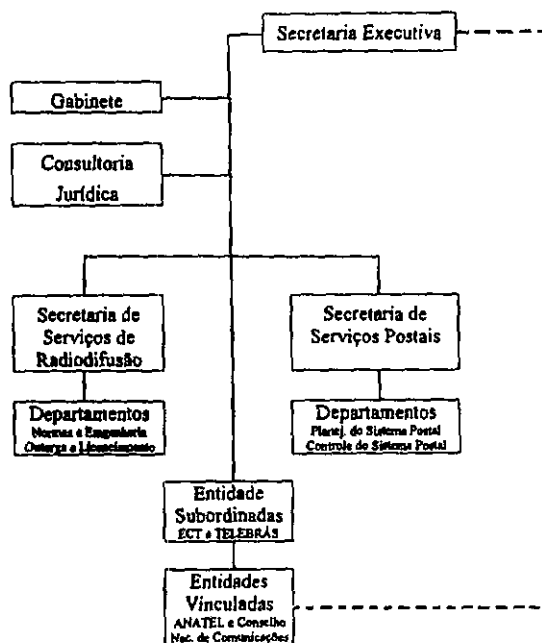 Secretaria Executiva
Gabinete
Consultoria
Jurídica
Secretaria de
Serviços de
Radiodifusão
Secretaria de
Serviços Postais
Departamentos
Normas e Engenharia
Outorga e Licenciamento
Departamentos
Planej. do Sistema Postal
Controle do Sistema Postal
Entidade
Subordinadas
ECT e TELEBRÁS
Entidades
Vinculadas
ANATEL e Conselho
Nac. de Comunicações